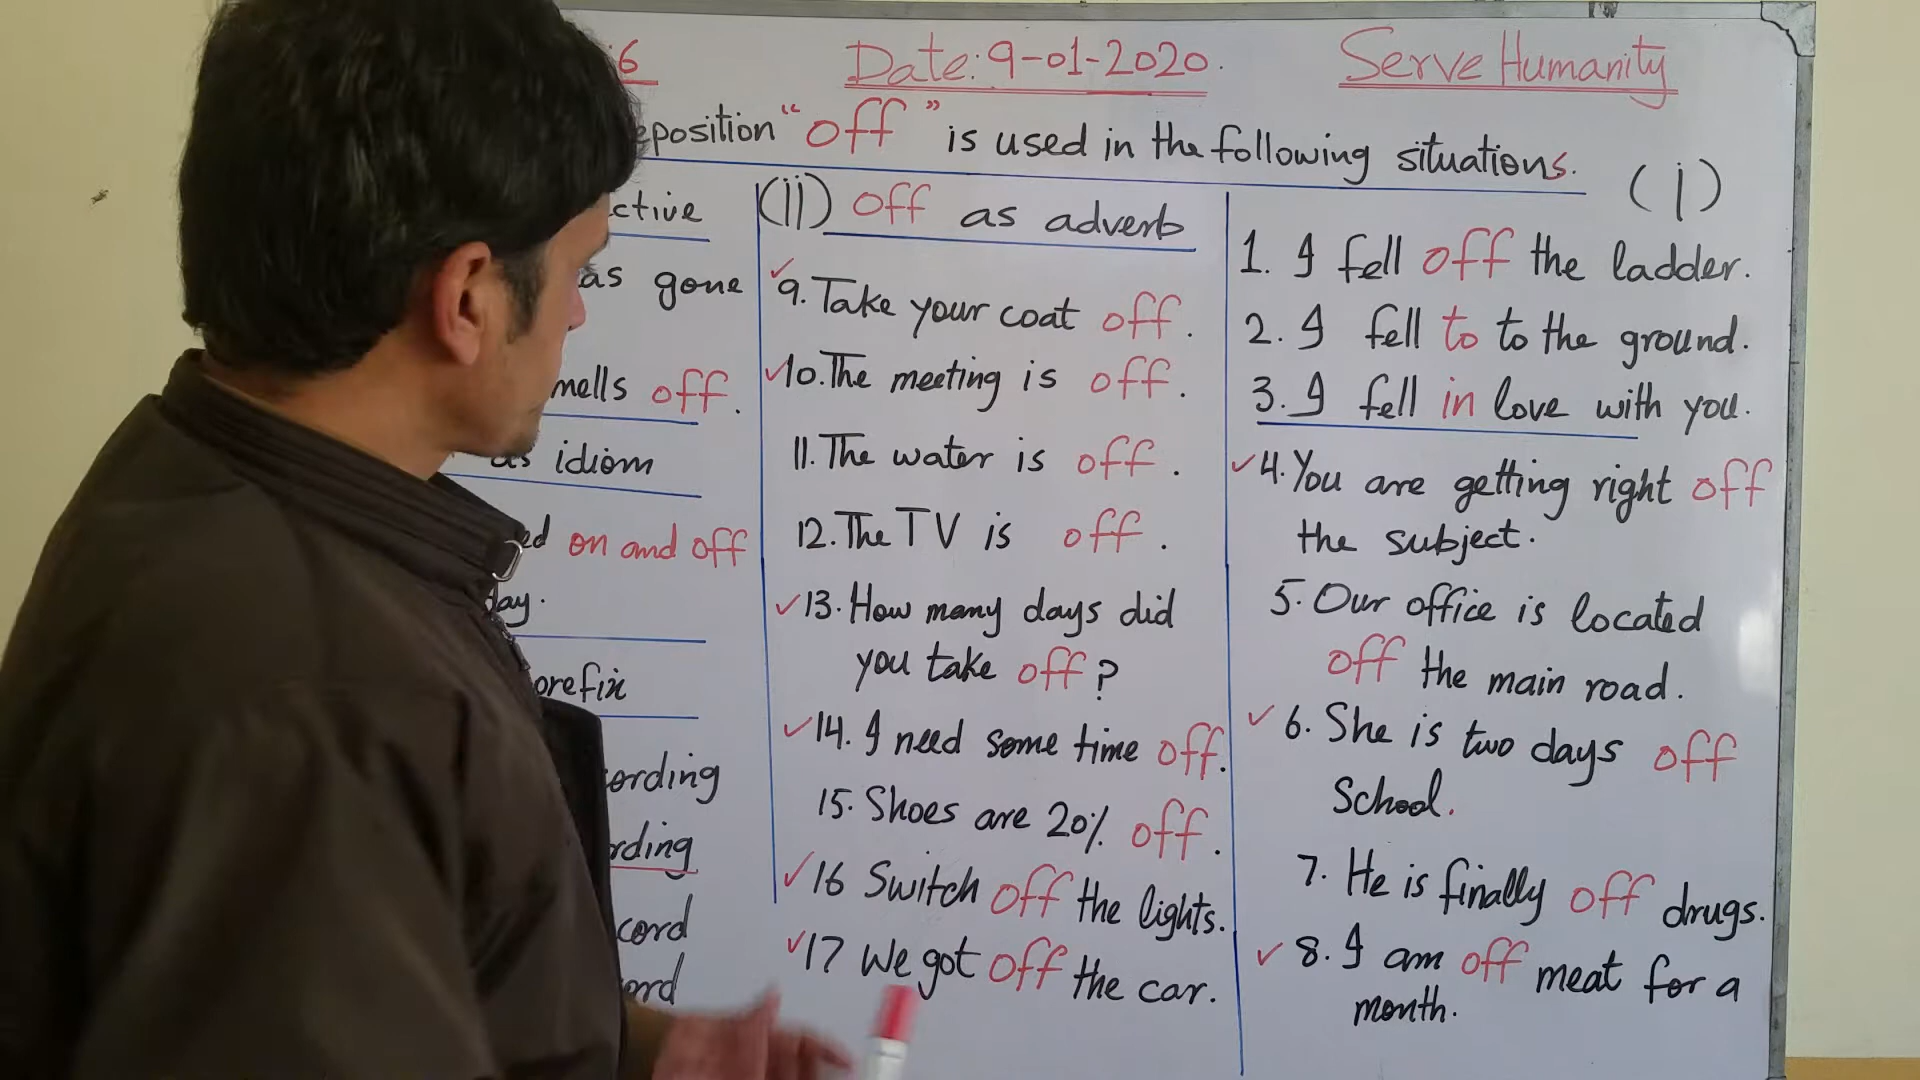 Date: 9-01-2020. Serve Humanity
"off" is used in the following situations. (i)
(ii) off as adverb
9. Take your coat off.
10. The meeting is off.
11. The water is off.
12. The TV is off.
13. How many days did
you take off?
14. I need some time off.
15. Shoes are 20% off.
16 Switch off the lights.
17 We got off the car.
1. I fell off the ladder.
2. I fell to to the ground.
3. I fell in love with you.
4. You are getting right off
the subject.
5. Our office is located
off the main road.
6. She is two days off
School.
7. He is finally off drugs.
8. I am off meat for a
month.
gone
off.
as idiom
on and off